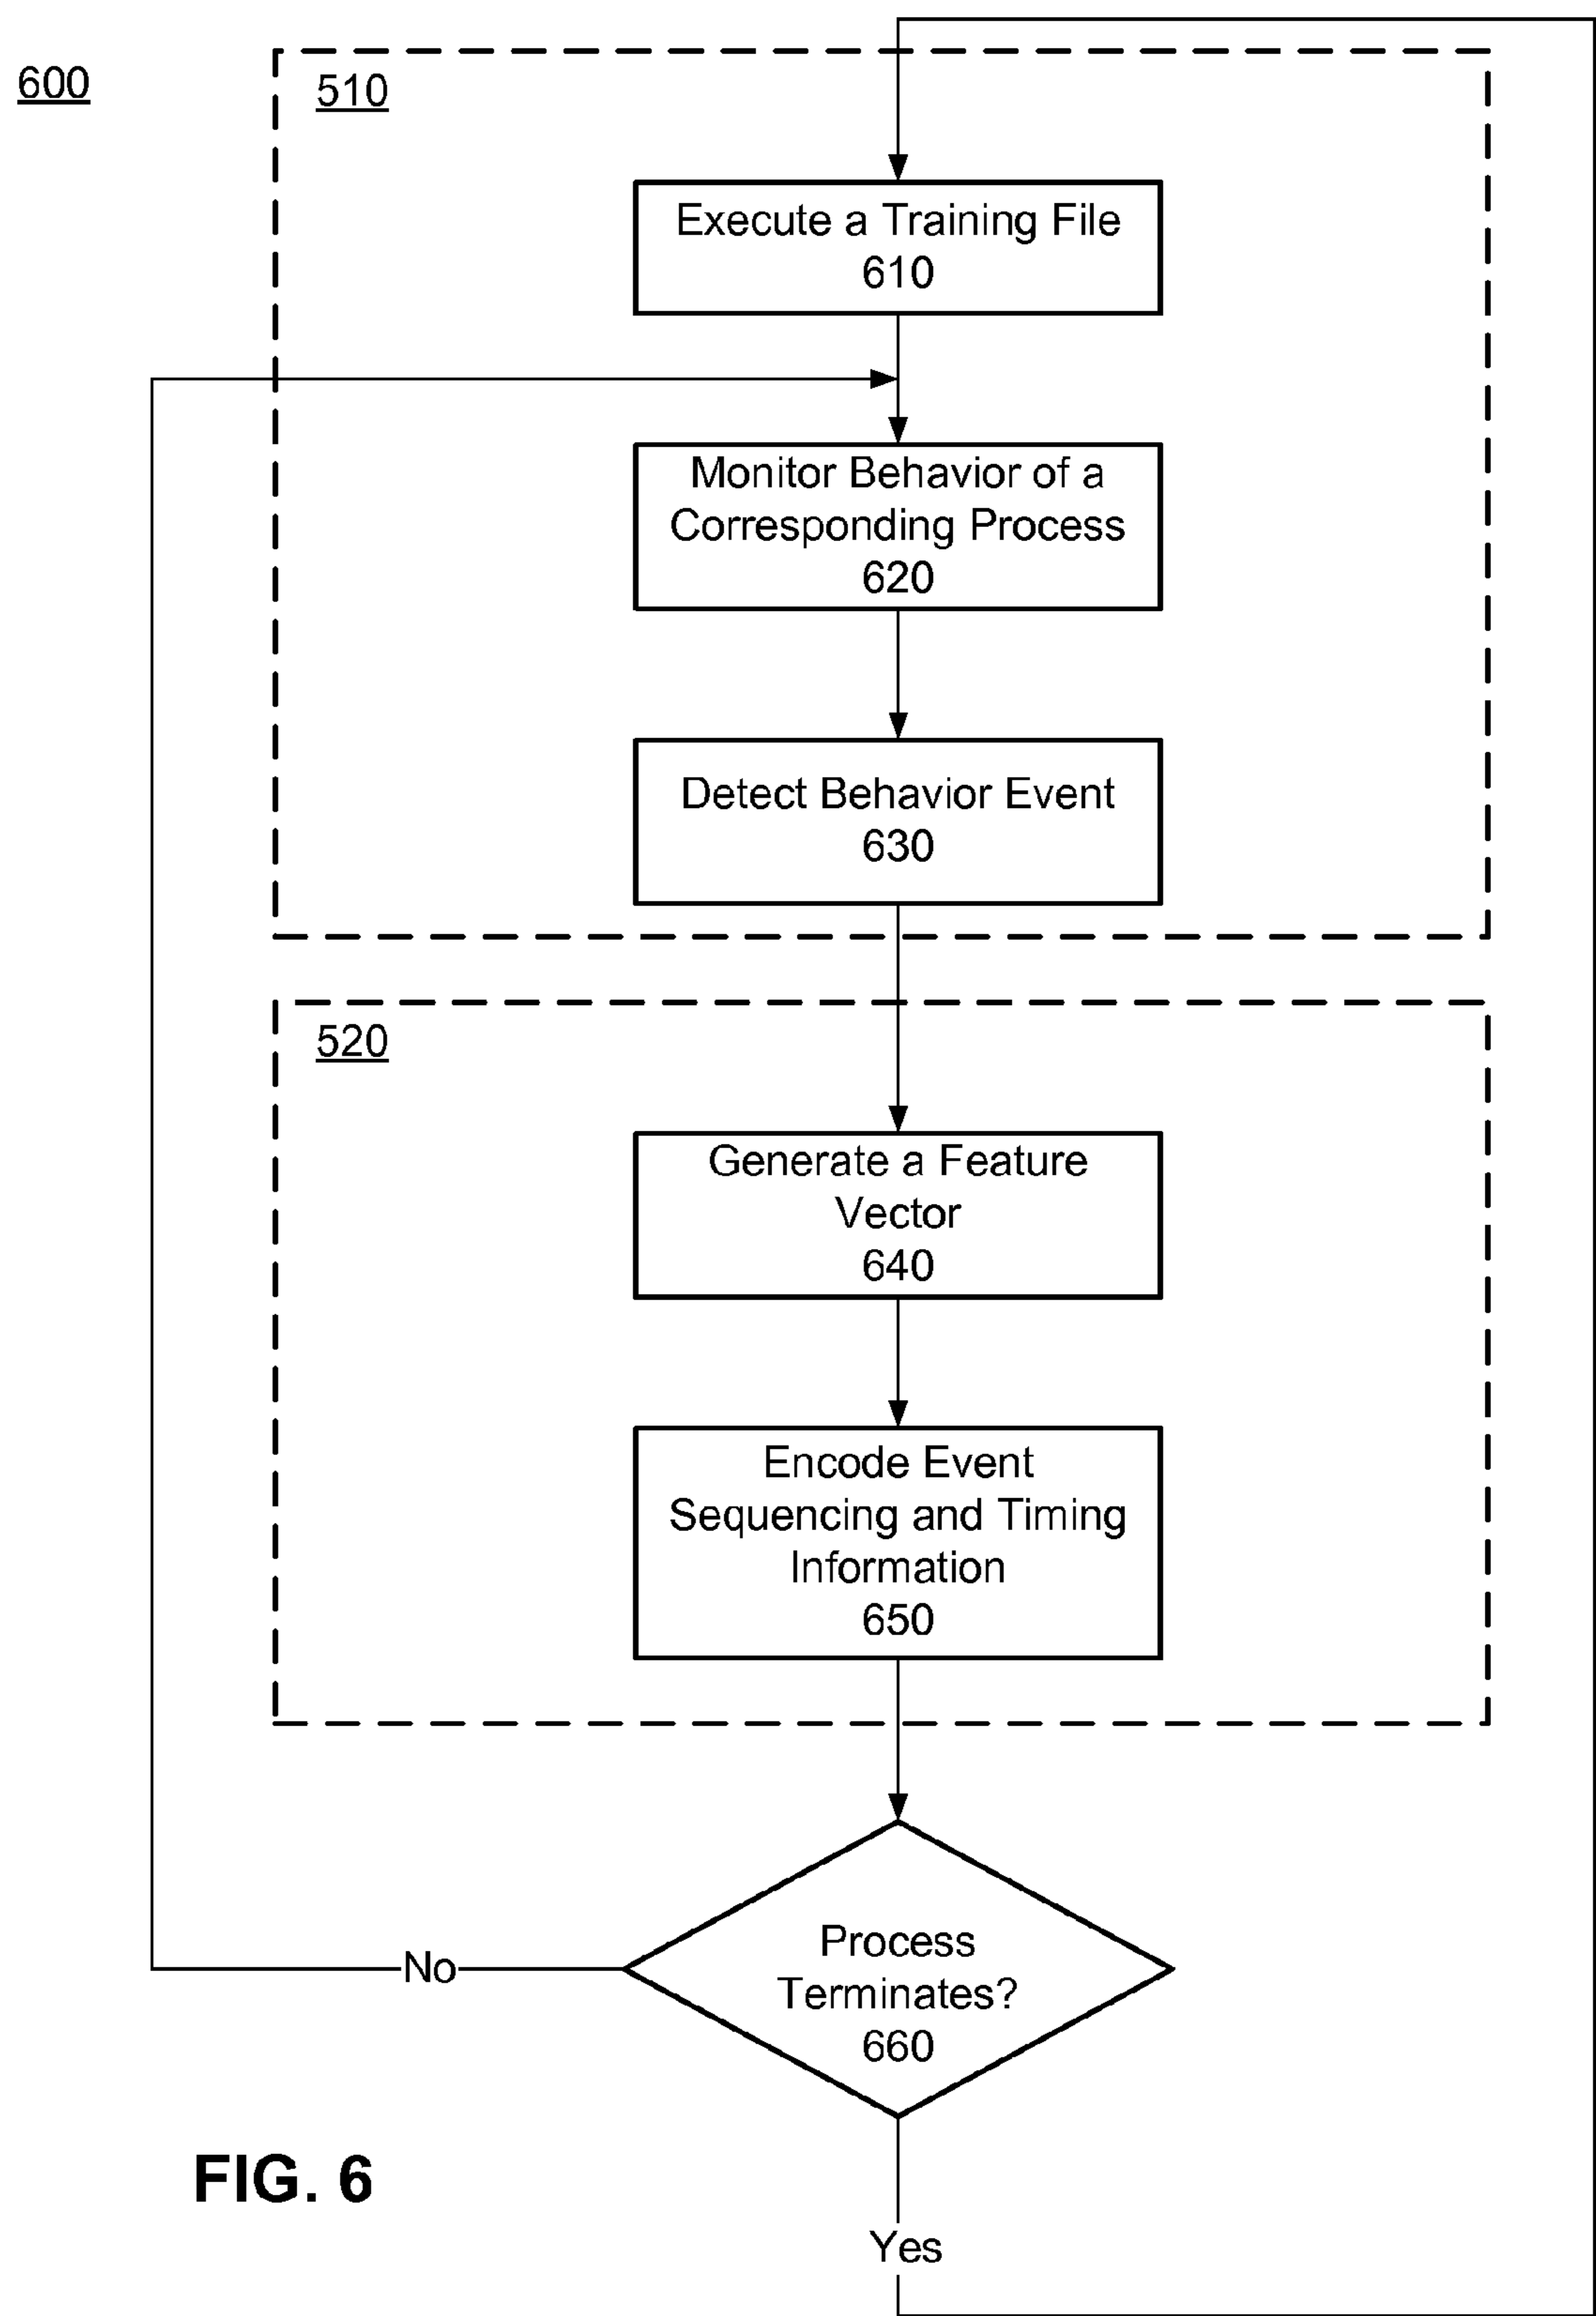 600
510
Execute a Training File
610
Monitor Behavior of a
Corresponding Process
620
Detect Behavior Event
630
520
Generate a Feature
Vector
640
Encode Event
Sequencing and Timing
Information
650
Process
Terminates?
660
No
Yes
FIG. 6